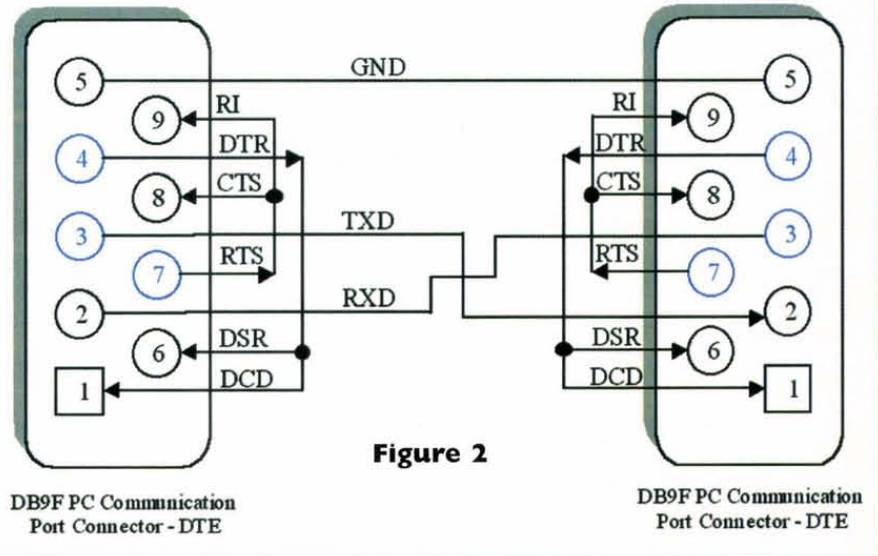 GND
5
5
RI
RI
9
9
4
DTR
DTR
4
8
CTS
CTS
8
3
TXD
3
7
RTS
RTS
7
2
RXD
2
6
DSR
DSR
6
1
DCD
DCD
1
Figure 2
DB9F PC Communication
Port Connector - DTE
DB9F PC Communication
Port Connector - DTE